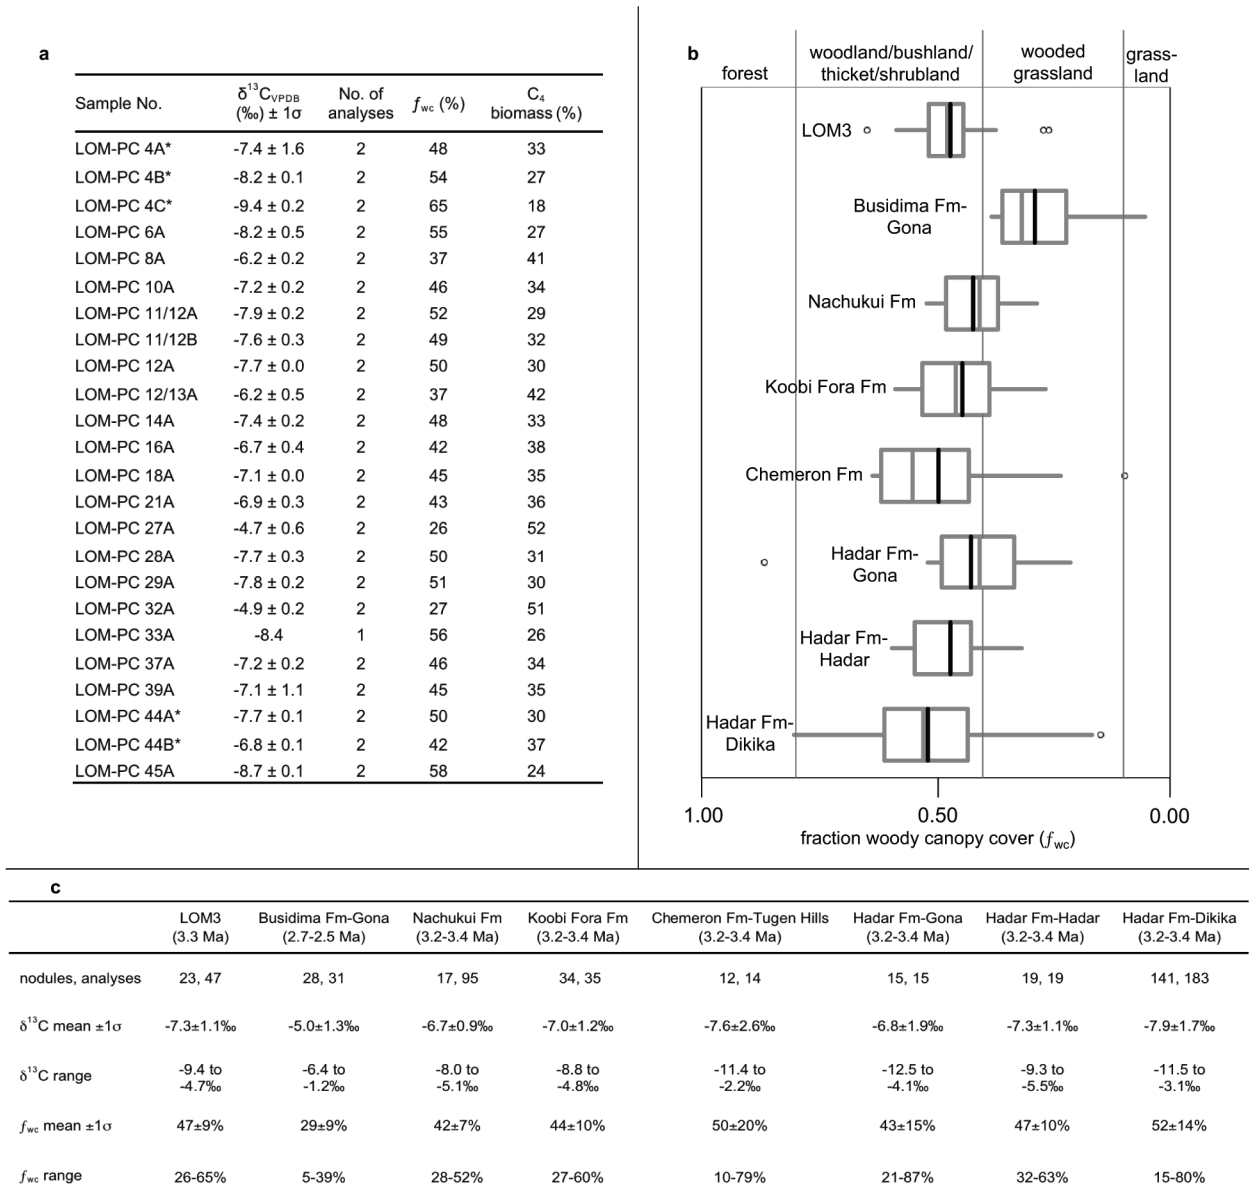 a
Sample No. δ¹³CVPDB (‰) ± 1σ No. of analyses ƒwc (%) C4 biomass (%)
LOM-PC 4A* -7.4 ± 1.6 2 48 33
LOM-PC 4B* -8.2 ± 0.1 2 54 27
LOM-PC 4C* -9.4 ± 0.2 2 65 18
LOM-PC 6A -8.2 ± 0.5 2 55 27
LOM-PC 8A -6.2 ± 0.2 2 37 41
LOM-PC 10A -7.2 ± 0.2 2 46 34
LOM-PC 11/12A -7.9 ± 0.2 2 52 29
LOM-PC 11/12B -7.6 ± 0.3 2 49 32
LOM-PC 12A -7.7 ± 0.0 2 50 30
LOM-PC 12/13A -6.2 ± 0.5 2 37 42
LOM-PC 14A -7.4 ± 0.2 2 48 33
LOM-PC 16A -6.7 ± 0.4 2 42 38
LOM-PC 18A -7.1 ± 0.0 2 45 35
LOM-PC 21A -6.9 ± 0.3 2 43 36
LOM-PC 27A -4.7 ± 0.6 2 26 52
LOM-PC 28A -7.7 ± 0.3 2 50 31
LOM-PC 29A -7.8 ± 0.2 2 51 30
LOM-PC 32A -4.9 ± 0.2 2 27 51
LOM-PC 33A -8.4 1 56 26
LOM-PC 37A -7.2 ± 0.2 2 46 34
LOM-PC 39A -7.1 ± 1.1 2 45 35
LOM-PC 44A* -7.7 ± 0.1 2 50 30
LOM-PC 44B* -6.8 ± 0.1 2 42 37
LOM-PC 45A -8.7 ± 0.1 2 58 24
b
forest
woodland/bushland/
thicket/shrubland
wooded
grassland
grass-
land
LOM3
Busidima Fm-
Gona
Nachukui Fm
Koobi Fora Fm
Chemeron Fm
Hadar Fm-
Gona
Hadar Fm-
Hadar
Hadar Fm-
Dikika
1.00 0.50 0.00
fraction woody canopy cover (ƒwc)
c
LOM3 Busidima Fm-Gona Nachukui Fm Koobi Fora Fm Chemeron Fm-Tugen Hills Hadar Fm-Gona Hadar Fm-Hadar Hadar Fm-Dikika
(3.3 Ma) (2.7-2.5 Ma) (3.2-3.4 Ma) (3.2-3.4 Ma) (3.2-3.4 Ma) (3.2-3.4 Ma) (3.2-3.4 Ma) (3.2-3.4 Ma)
nodules, analyses 23, 47 28, 31 17, 95 34, 35 12, 14 15, 15 19, 19 141, 183
δ¹³C mean ±1σ -7.3±1.1‰ -5.0±1.3‰ -6.7±0.9‰ -7.0±1.2‰ -7.6±2.6‰ -6.8±1.9‰ -7.3±1.1‰ -7.9±1.7‰
δ¹³C range -9.4 to -4.7‰ -6.4 to -1.2‰ -8.0 to -5.1‰ -8.8 to -4.8‰ -11.4 to -2.2‰ -12.5 to -4.1‰ -9.3 to -5.5‰ -11.5 to -3.1‰
ƒwc mean ±1σ 47±9% 29±9% 42±7% 44±10% 50±20% 43±15% 47±10% 52±14%
ƒwc range 26-65% 5-39% 28-52% 27-60% 10-79% 21-87% 32-63% 15-80%